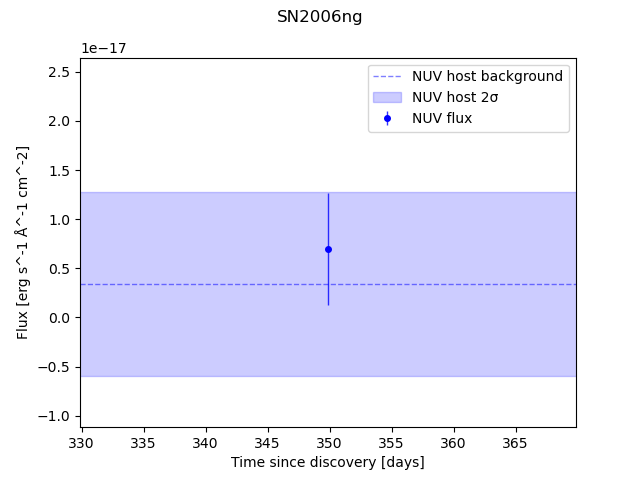 SN2006ng
1e−17
NUV host background
NUV host 2σ
NUV flux
2.5
2.0
1.5
1.0
0.5
0.0
−0.5
−1.0
Flux [erg s^-1 Å^-1 cm^-2]
330 335 340 345 350 355 360 365
Time since discovery [days]